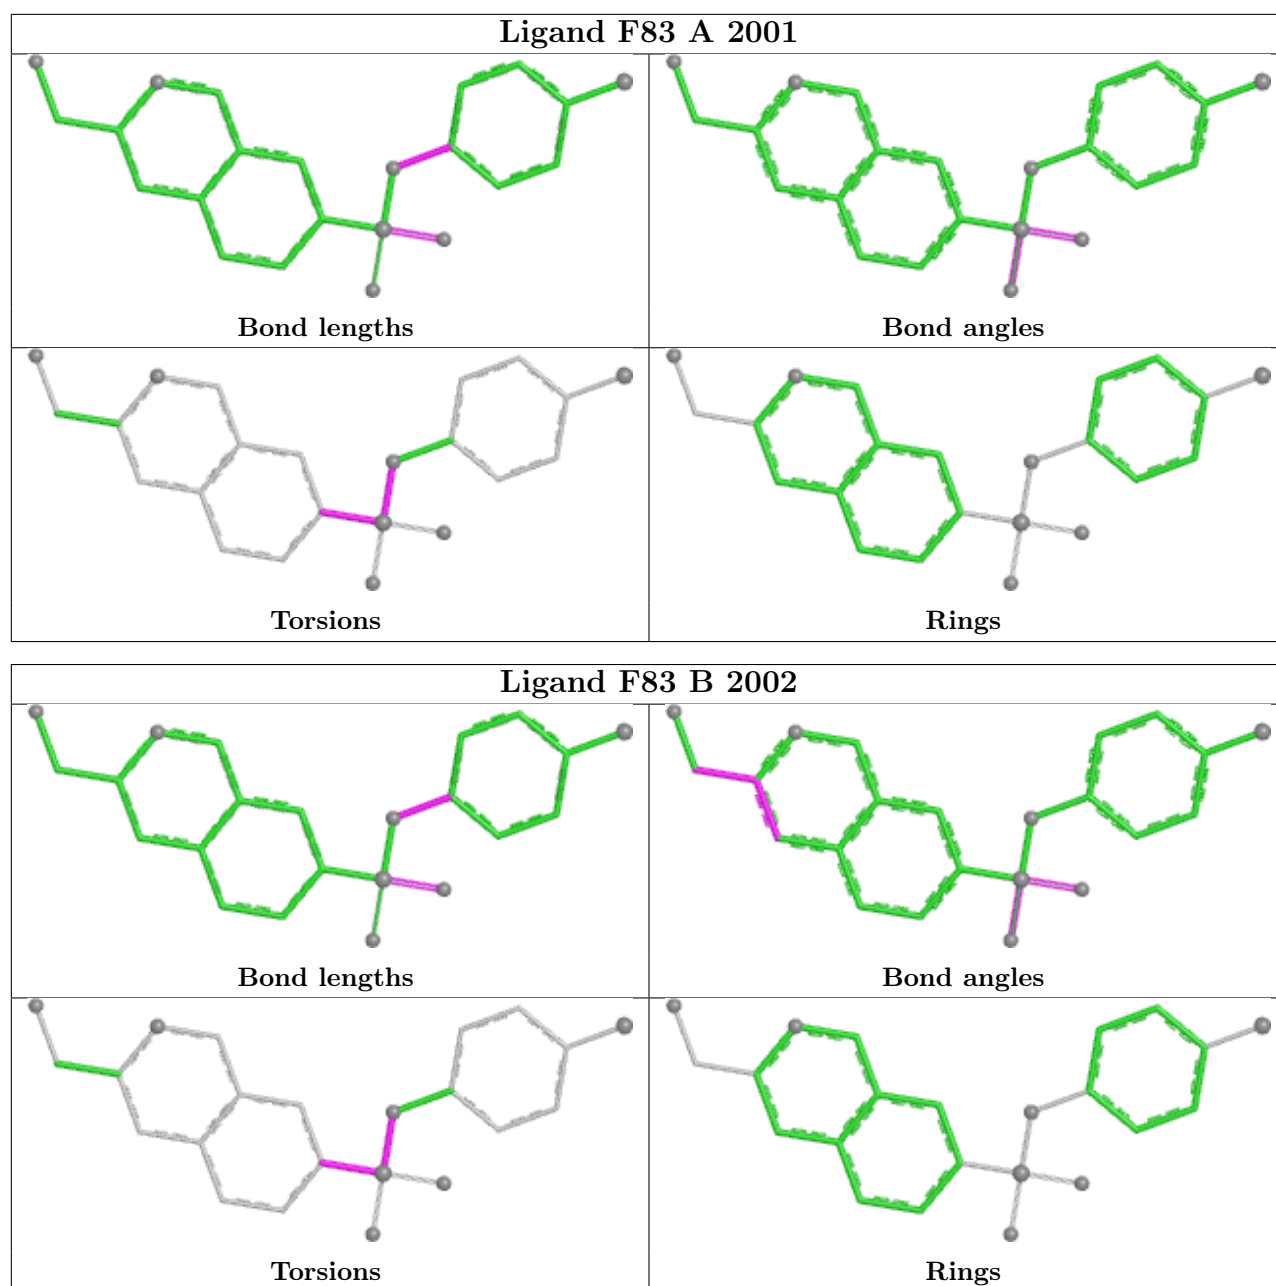 Ligand F83 A 2001
Bond lengths
Bond angles
Torsions
Rings
Ligand F83 B 2002
Bond lengths
Bond angles
Torsions
Rings